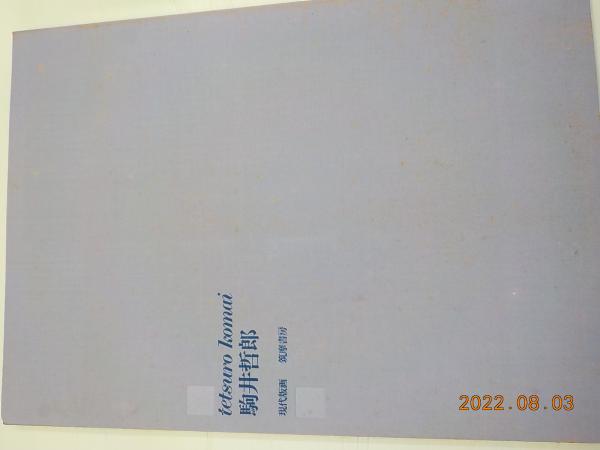 tetsuro komai
駒井哲郎
現代版画 筑摩書房
2022.08.03